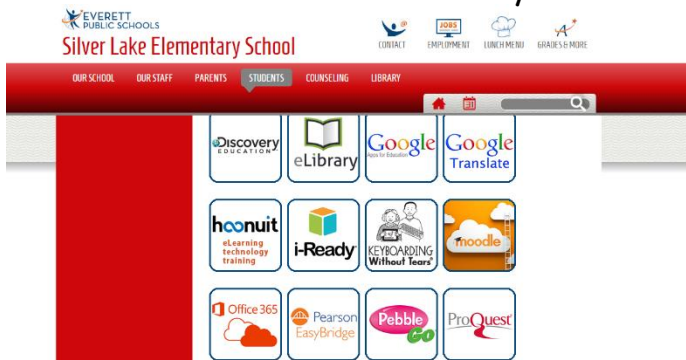 EVERETT
PUBLIC SCHOOLS
Silver Lake Elementary School
JOBS
CONTACT EMPLOYMENT LUNCH MENU GRADES & MORE
OUR SCHOOL OUR STAFF PARENTS STUDENTS COUNSELING LIBRARY
Discovery
EDUCATION
eLibrary
Google
Apps for Education
Google
Translate
hoonuit
eLearning
technology
training
i-Ready
KEYBOARDING
Without Tears®
moodle
Office 365
Pearson
EasyBridge
Pebble
Go
ProQuest